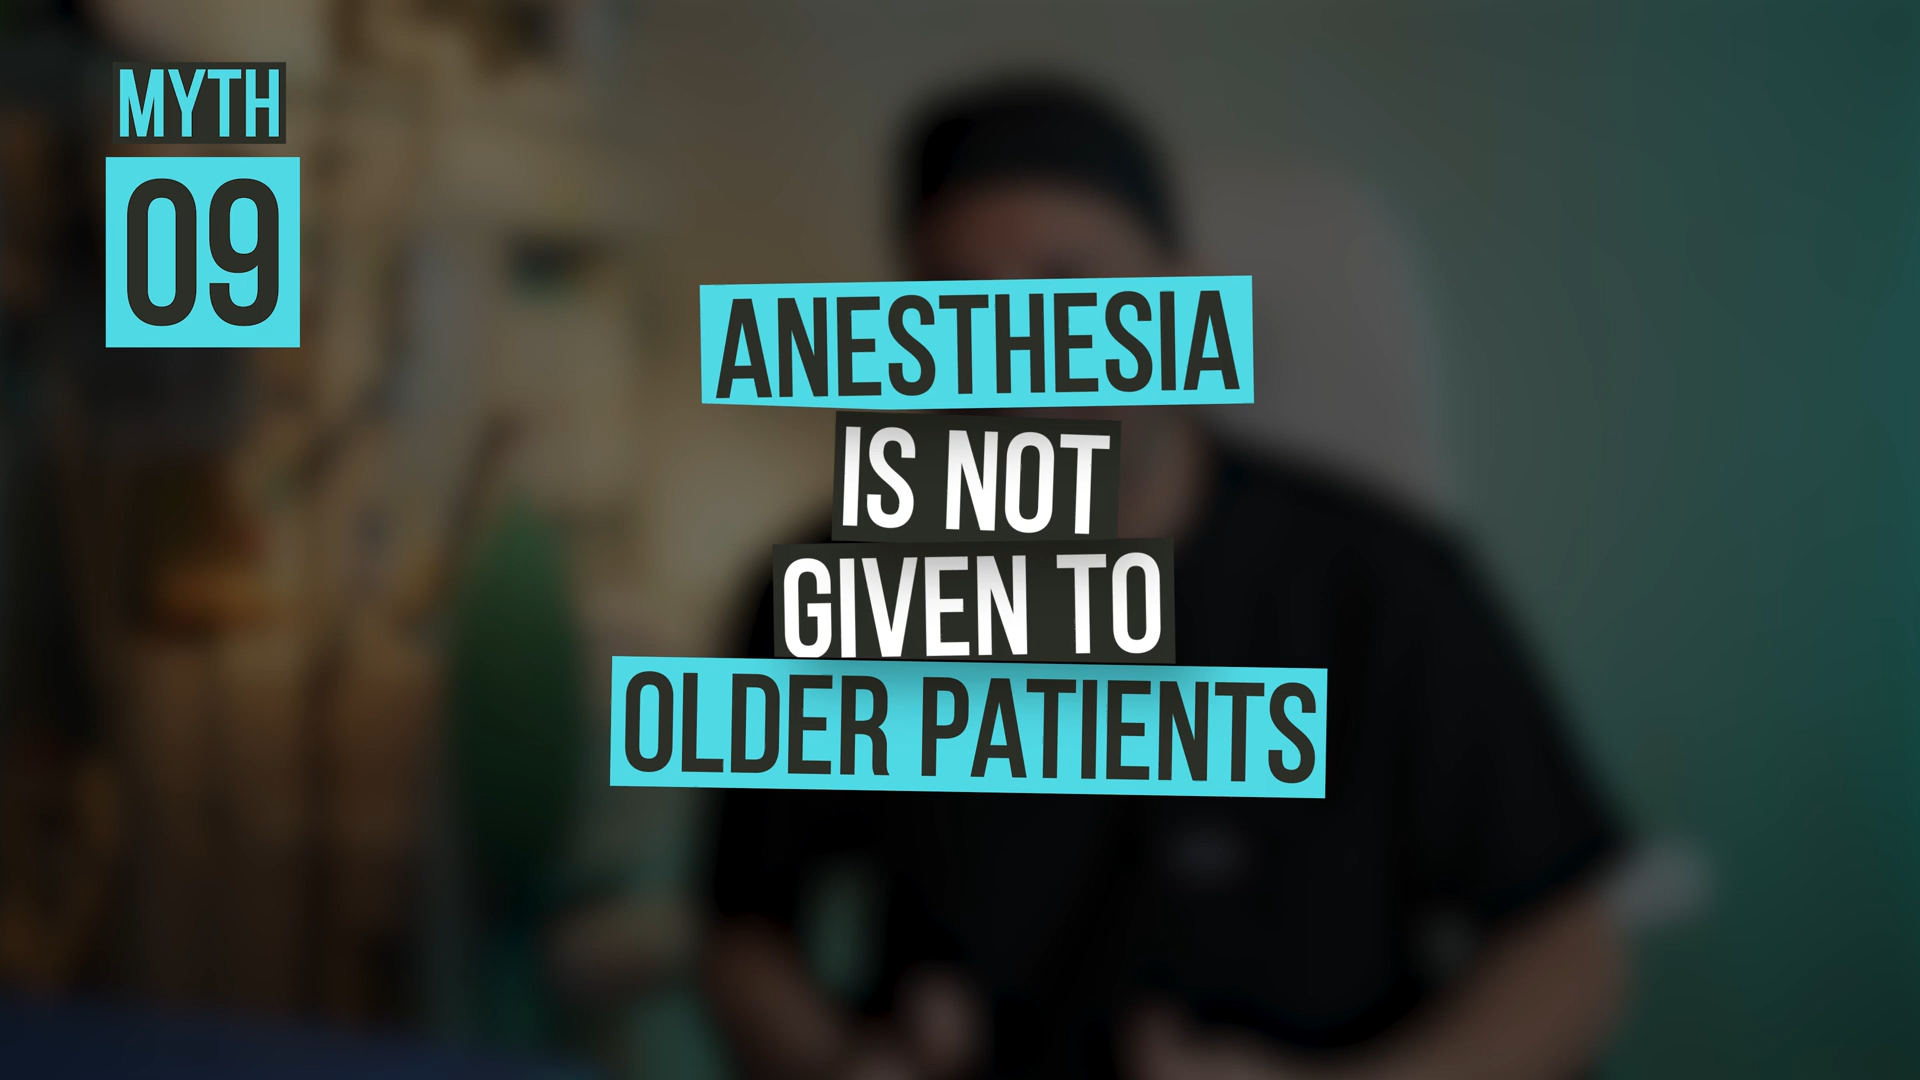 MYTH
09
ANESTHESIA
IS NOT
GIVEN TO
OLDER PATIENTS